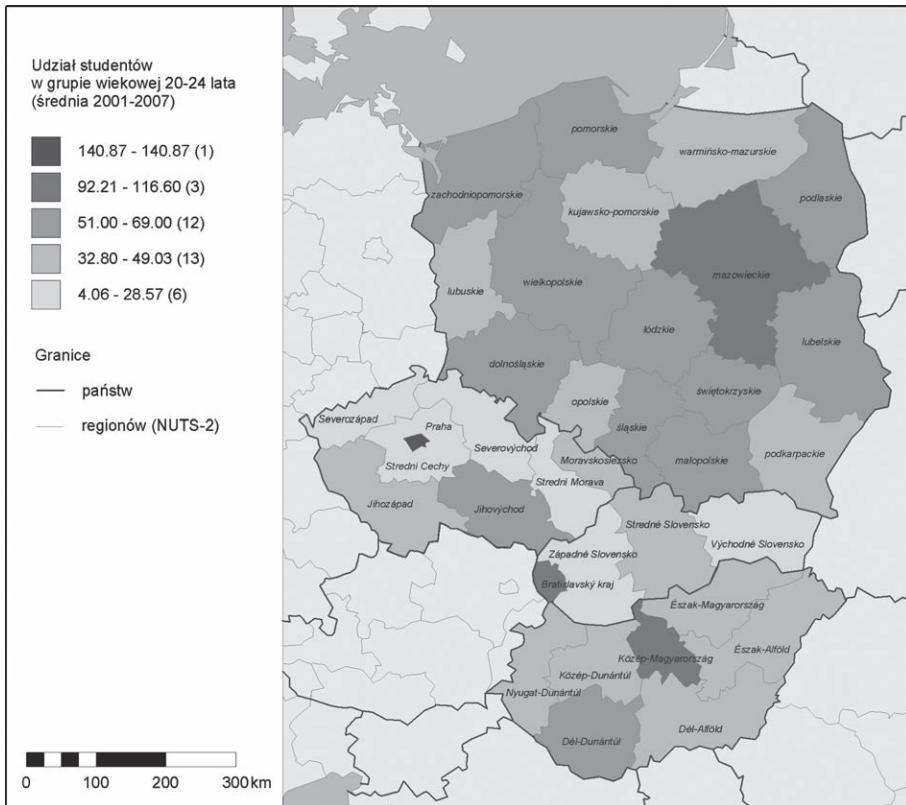 Udział studentów
w grupie wiekowej 20-24 lata
(średnia 2001-2007)
140.87 - 140.87 (1)
92.21 - 116.60 (3)
51.00 - 69.00 (12)
32.80 - 49.03 (13)
4.06 - 28.57 (6)
Granice
państw
regionów (NUTS-2)
0 100 200 300 km
pomorskie
warmińsko-mazurskie
zachodniopomorskie
podlaskie
kujawsko-pomorskie
mazowieckie
wielkopolskie
lubuskie
łódzkie
lubelskie
dolnośląskie
świętokrzyskie
opolskie
śląskie
małopolskie
podkarpackie
Severozápad
Praha
Severovýchod
Stredni Cechy
Moravskoslezsko
Stredni Morava
Jihozápad
Jihovýchod
Stredné Slovensko
Západné Slovensko
Východné Slovensko
Bratislavský kraj
Észak-Magyarország
Közép-Magyarország
Észak-Alföld
Közép-Dunántúl
Nyugat-Dunántúl
Dél-Dunántúl
Dél-Alföld